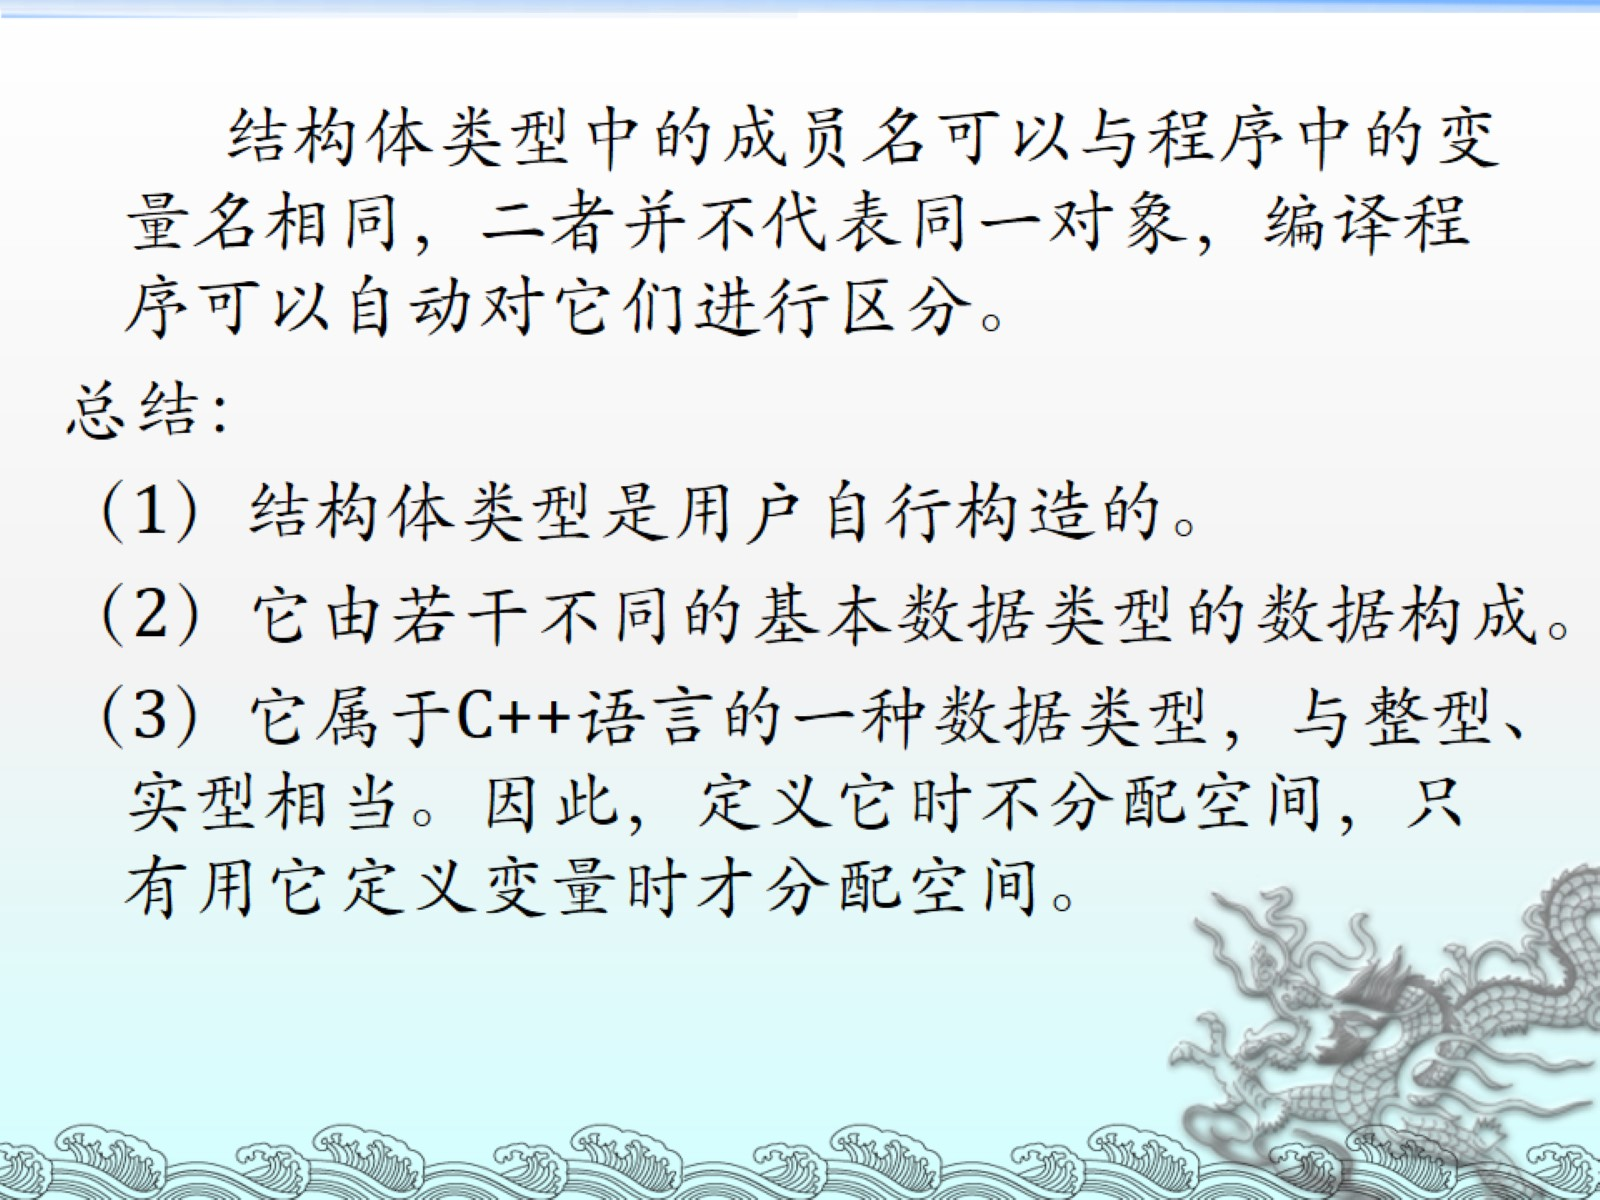 结构体类型中的成员名可以与程序中的变
量名相同，二者并不代表同一对象，编译程
序可以自动对它们进行区分。
总结：
（1） 结构体类型是用户自行构造的。
（2） 它由若干不同的基本数据类型的数据构成。
（3） 它属于C++语言的一种数据类型，与整型、
实型相当。因此，定义它时不分配空间，只
有用它定义变量时才分配空间。